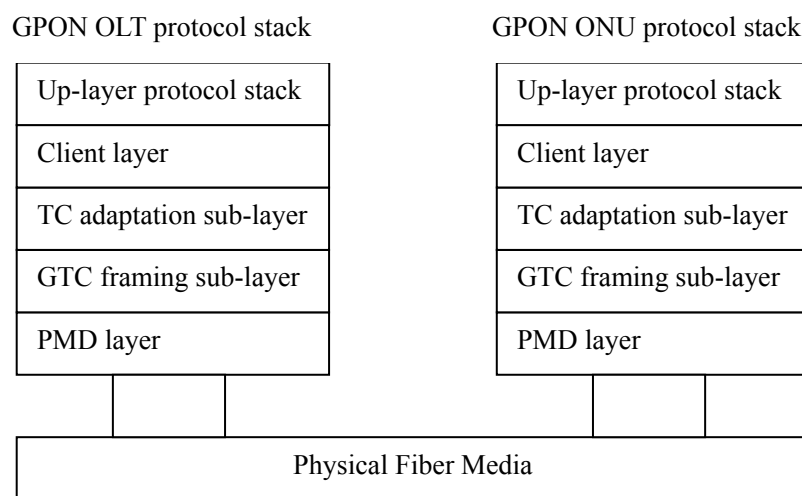 GPON OLT protocol stack
Up-layer protocol stack
Client layer
TC adaptation sub-layer
GTC framing sub-layer
PMD layer
GPON ONU protocol stack
Up-layer protocol stack
Client layer
TC adaptation sub-layer
GTC framing sub-layer
PMD layer
Physical Fiber Media